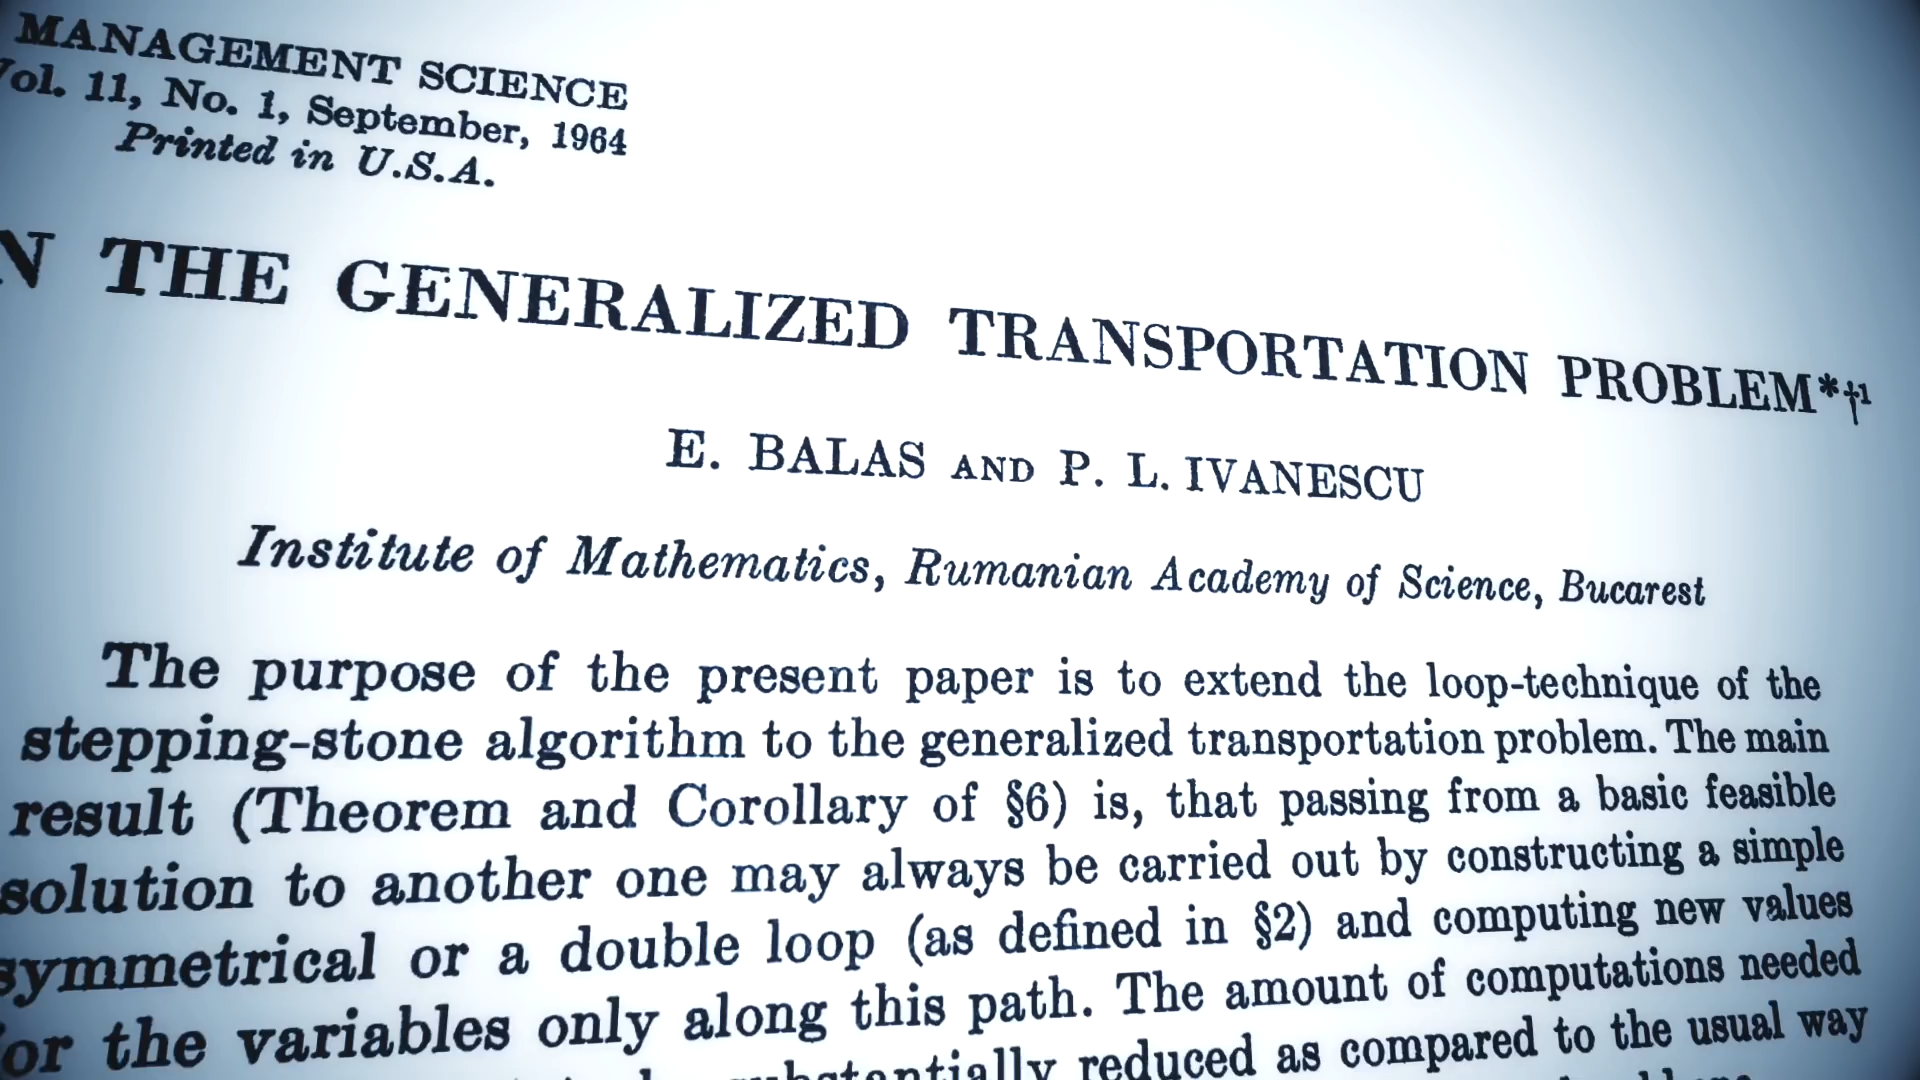 MANAGEMENT SCIENCE
Vol. 11, No. 1, September, 1964
Printed in U.S.A.
N THE GENERALIZED TRANSPORTATION PROBLEM*†¹
E. BALAS AND P. L. IVANESCU
Institute of Mathematics, Rumanian Academy of Science, Bucarest
The purpose of the present paper is to extend the loop-technique of the
stepping-stone algorithm to the generalized transportation problem. The main
result (Theorem and Corollary of §6) is, that passing from a basic feasible
solution to another one may always be carried out by constructing a simple
symmetrical or a double loop (as defined in §2) and computing new values
for the variables only along this path. The amount of computations needed
substantially reduced as compared to the usual way